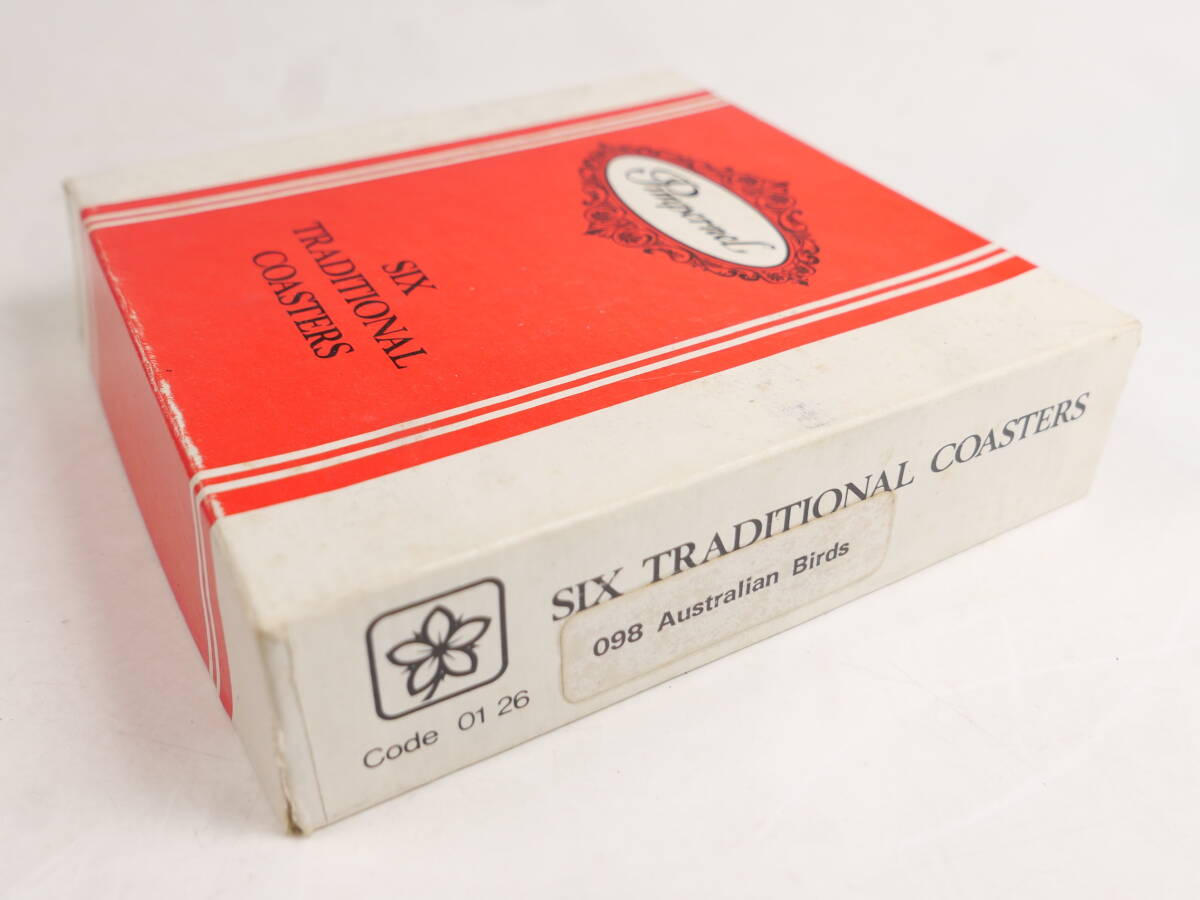 Pimpernel
SIX
TRADITIONAL
COASTERS
SIX TRADITIONAL COASTERS
098 Australian Birds
Code 01 26